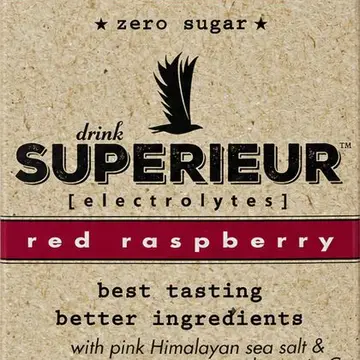 ★ zero sugar ★
drink
SUPERIEUR™
[electrolytes]
red raspberry
best tasting
better ingredients
with pink Himalayan sea salt &